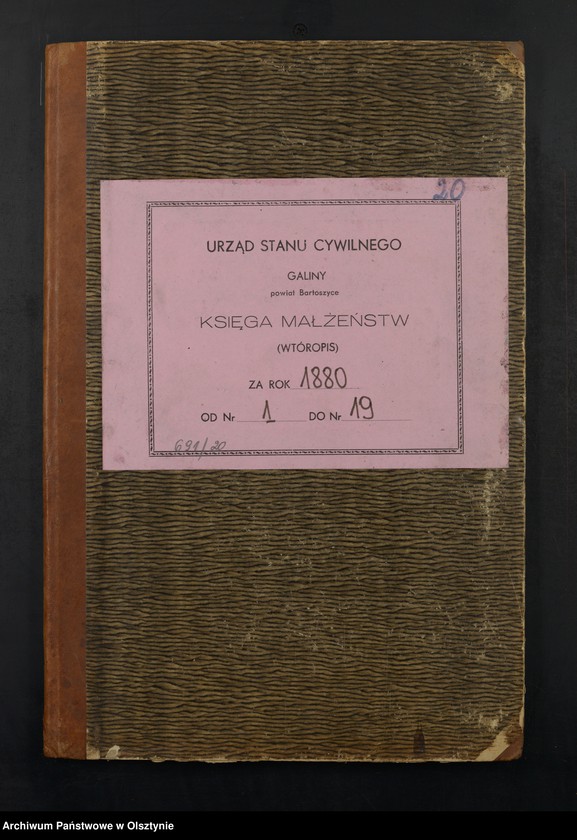 20
URZĄD STANU CYWILNEGO
GALINY
powiat Bartoszyce
KSIĘGA MAŁŻEŃSTW
(WTÓROPIS)
ZA ROK 1880
OD Nr 1 DO Nr 19
691/20
Archiwum Państwowe w Olsztynie